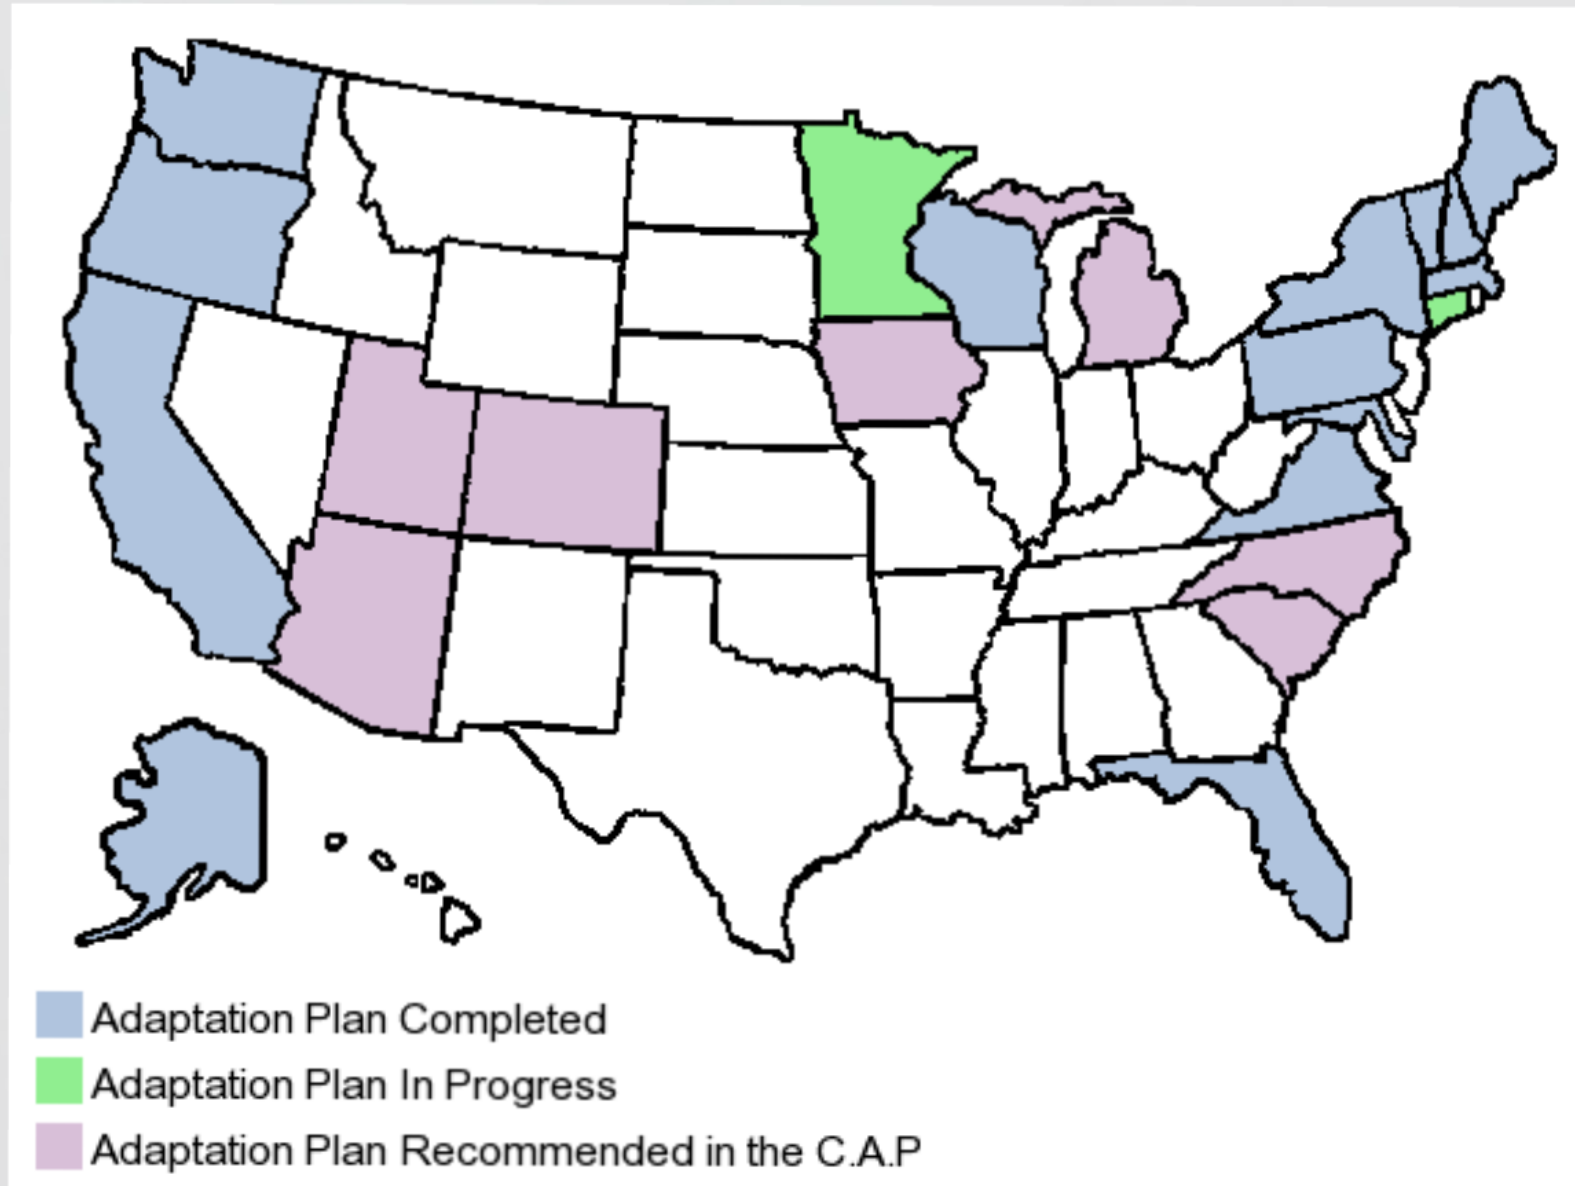 Adaptation Plan Completed
Adaptation Plan In Progress
Adaptation Plan Recommended in the C.A.P